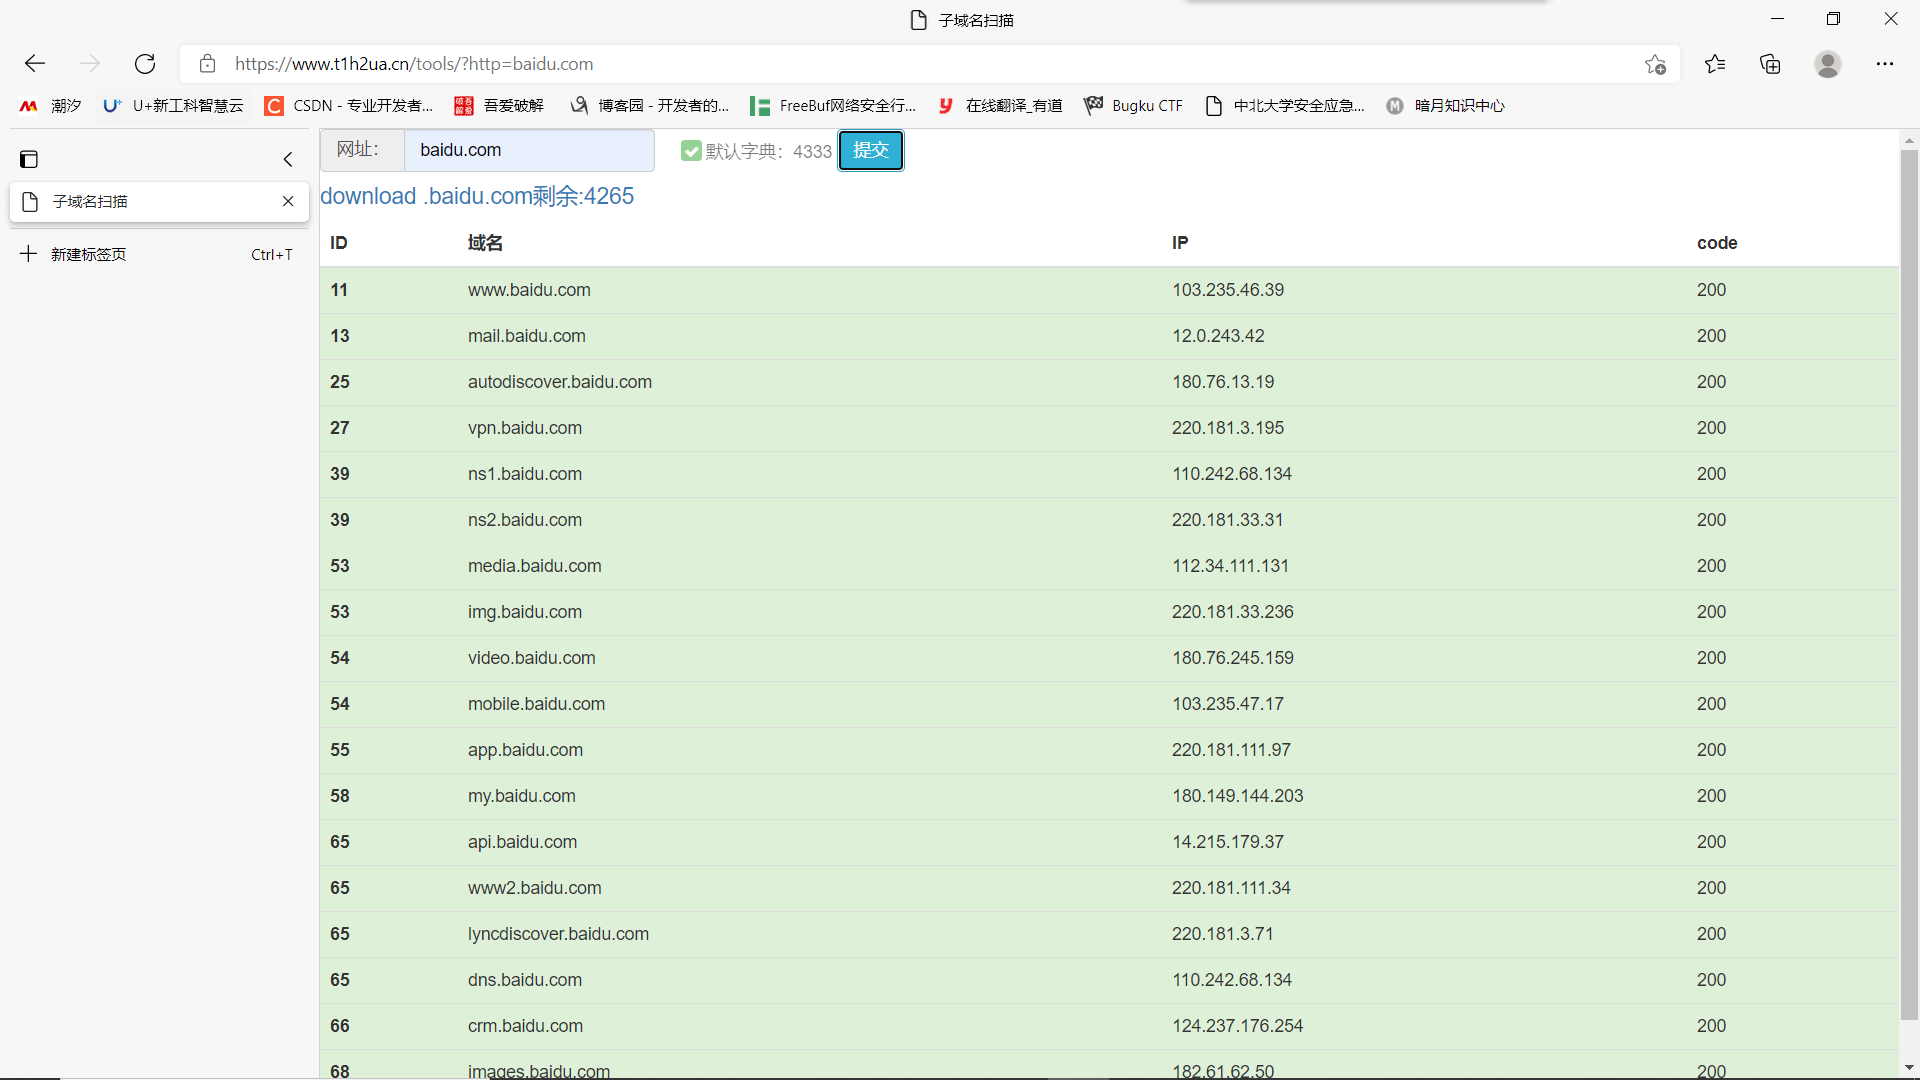 子域名扫描
https://www.t1h2ua.cn/tools/?http=baidu.com
潮汐 U+新工科智慧云 CSDN - 专业开发者... 吾爱破解 博客园 - 开发者的... FreeBuf网络安全行... 在线翻译_有道 Bugku CTF 中北大学安全应急... 暗月知识中心
子域名扫描
新建标签页 Ctrl+T
网址: baidu.com 默认字典: 4333 提交
download .baidu.com剩余:4265
ID 域名 IP code
11 www.baidu.com 103.235.46.39 200
13 mail.baidu.com 12.0.243.42 200
25 autodiscover.baidu.com 180.76.13.19 200
27 vpn.baidu.com 220.181.3.195 200
39 ns1.baidu.com 110.242.68.134 200
39 ns2.baidu.com 220.181.33.31 200
53 media.baidu.com 112.34.111.131 200
53 img.baidu.com 220.181.33.236 200
54 video.baidu.com 180.76.245.159 200
54 mobile.baidu.com 103.235.47.17 200
55 app.baidu.com 220.181.111.97 200
58 my.baidu.com 180.149.144.203 200
65 api.baidu.com 14.215.179.37 200
65 www2.baidu.com 220.181.111.34 200
65 lyncdiscover.baidu.com 220.181.3.71 200
65 dns.baidu.com 110.242.68.134 200
66 crm.baidu.com 124.237.176.254 200
68 images.baidu.com 182.61.62.50 200